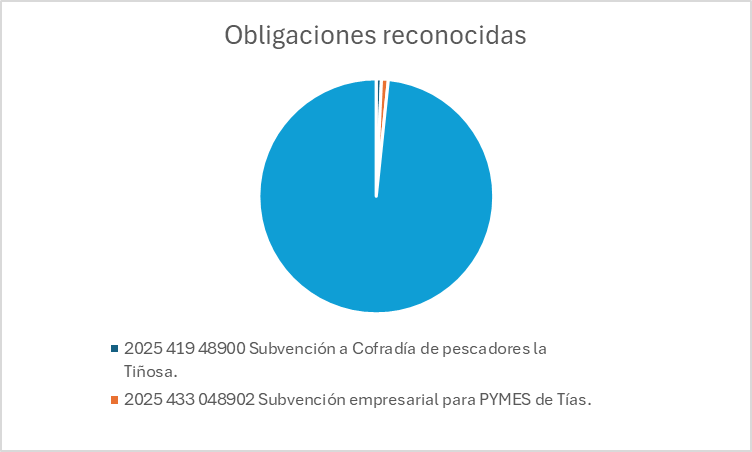 Obligaciones reconocidas
2025 419 48900 Subvención a Cofradía de pescadores la
Tiñosa.
2025 433 048902 Subvención empresarial para PYMES de Tías.